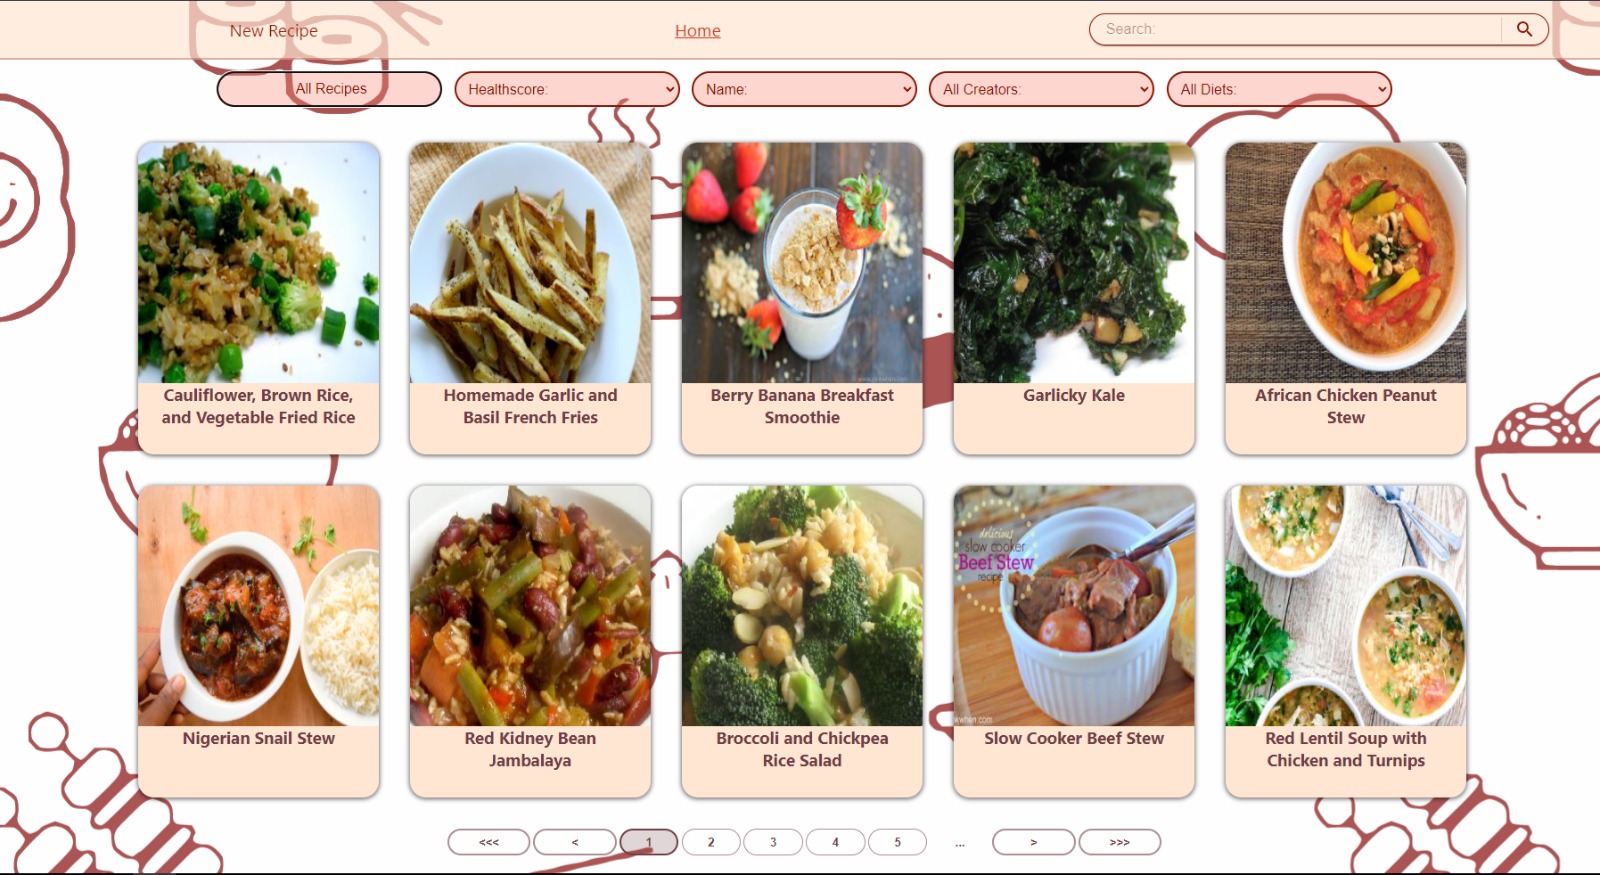 New Recipe
Home
Search:
All Recipes
Healthscore:
Name:
All Creators:
All Diets:
Cauliflower, Brown Rice,
and Vegetable Fried Rice
Homemade Garlic and
Basil French Fries
Berry Banana Breakfast
Smoothie
Garlicky Kale
African Chicken Peanut
Stew
delicious
slow cooker
Beef Stew
recipe
Nigerian Snail Stew
Red Kidney Bean
Jambalaya
Broccoli and Chickpea
Rice Salad
Slow Cooker Beef Stew
Red Lentil Soup with
Chicken and Turnips
<<<
<
1
2
3
4
5
...
>
>>>